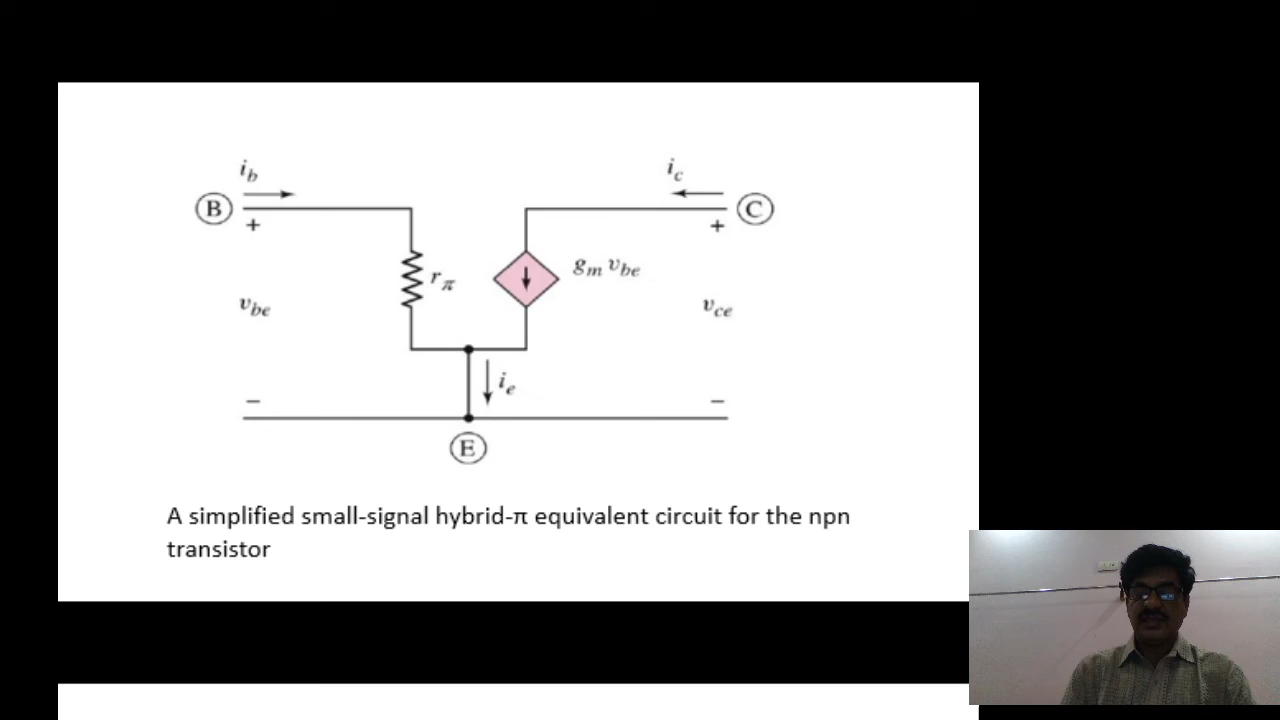 i_b
i_c
B
C
+
+
r_π
g_m v_be
v_be
v_ce
i_e
−
−
E
A simplified small-signal hybrid-π equivalent circuit for the npn
transistor